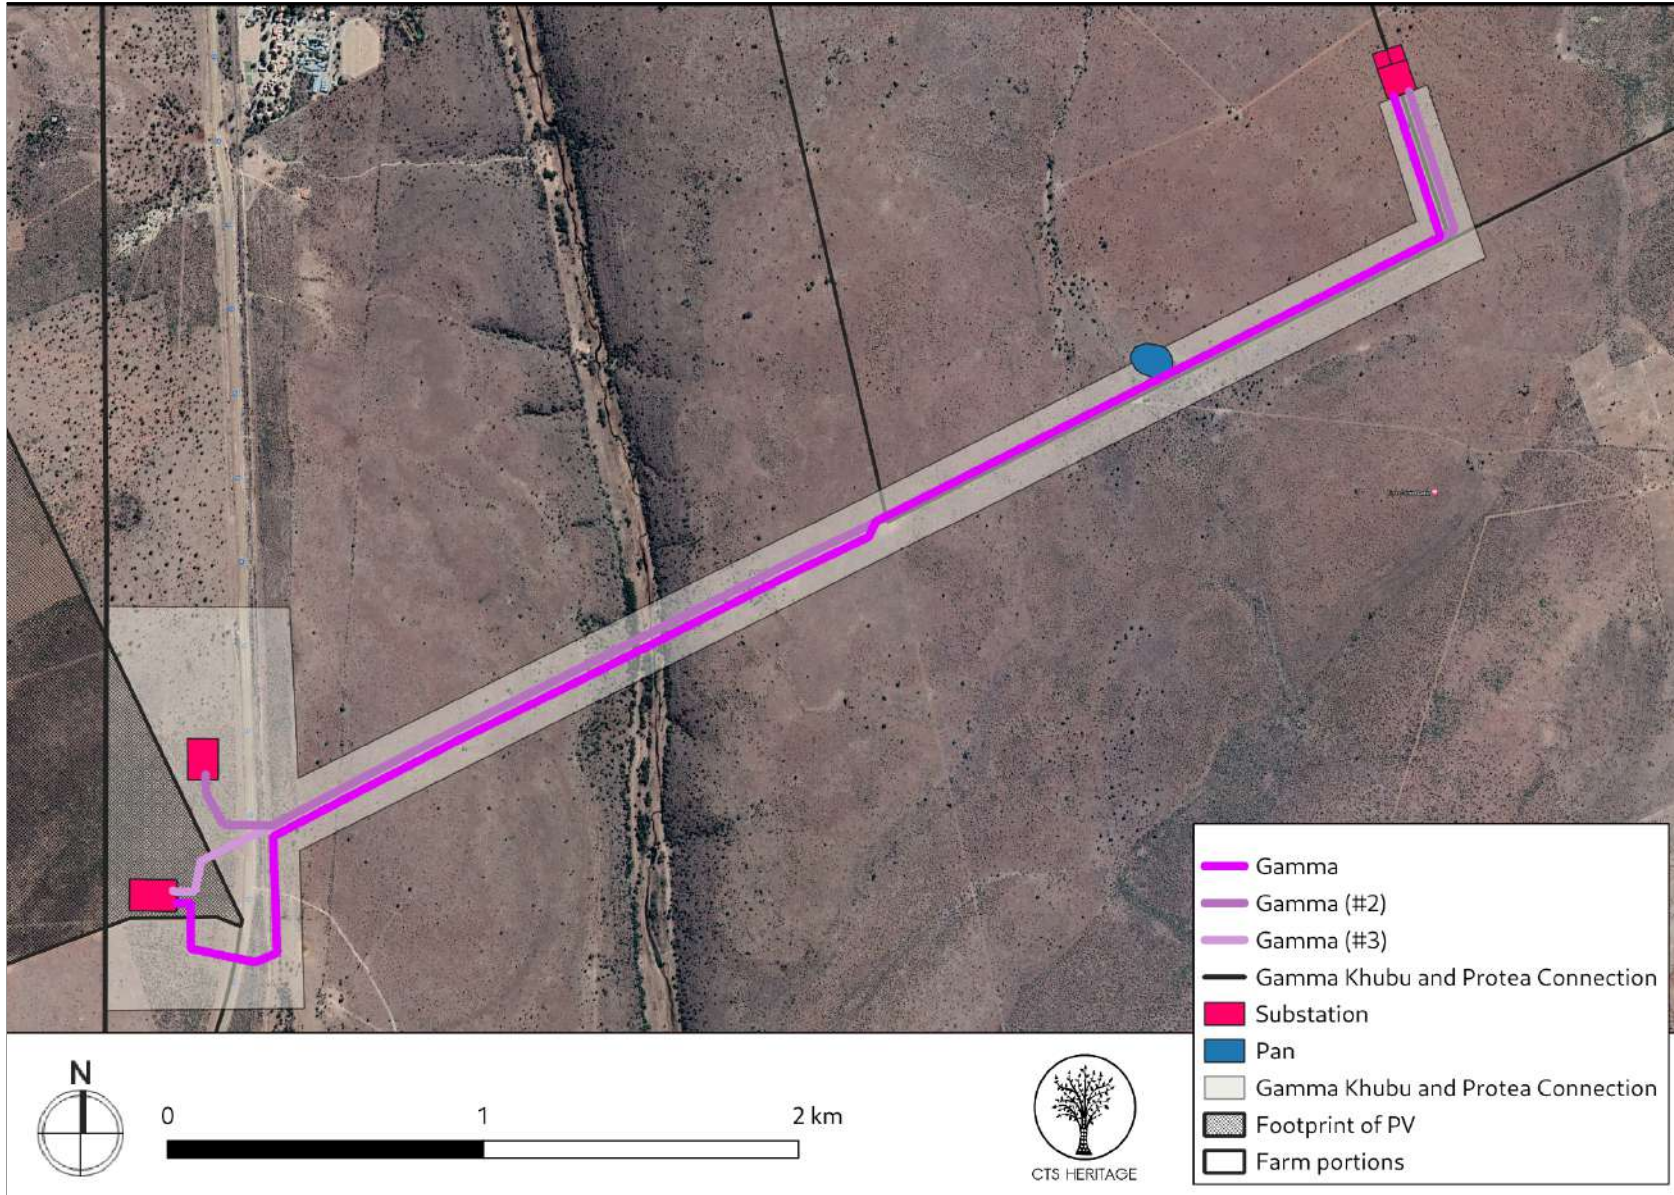 Gamma
Gamma (#2)
Gamma (#3)
Gamma Khubu and Protea Connection
Substation
Pan
Gamma Khubu and Protea Connection
Footprint of PV
Farm portions
N
0 1 2 km
CTS HERITAGE